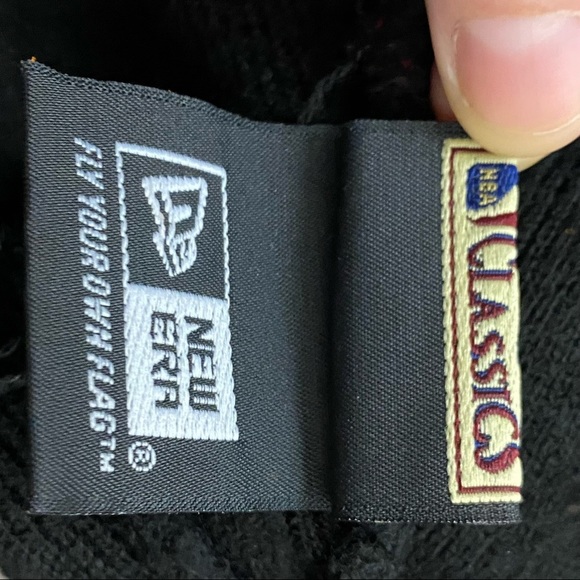 NBA
CLASSICS
NEW
ERA
®
FLY YOUR OWN FLAG™